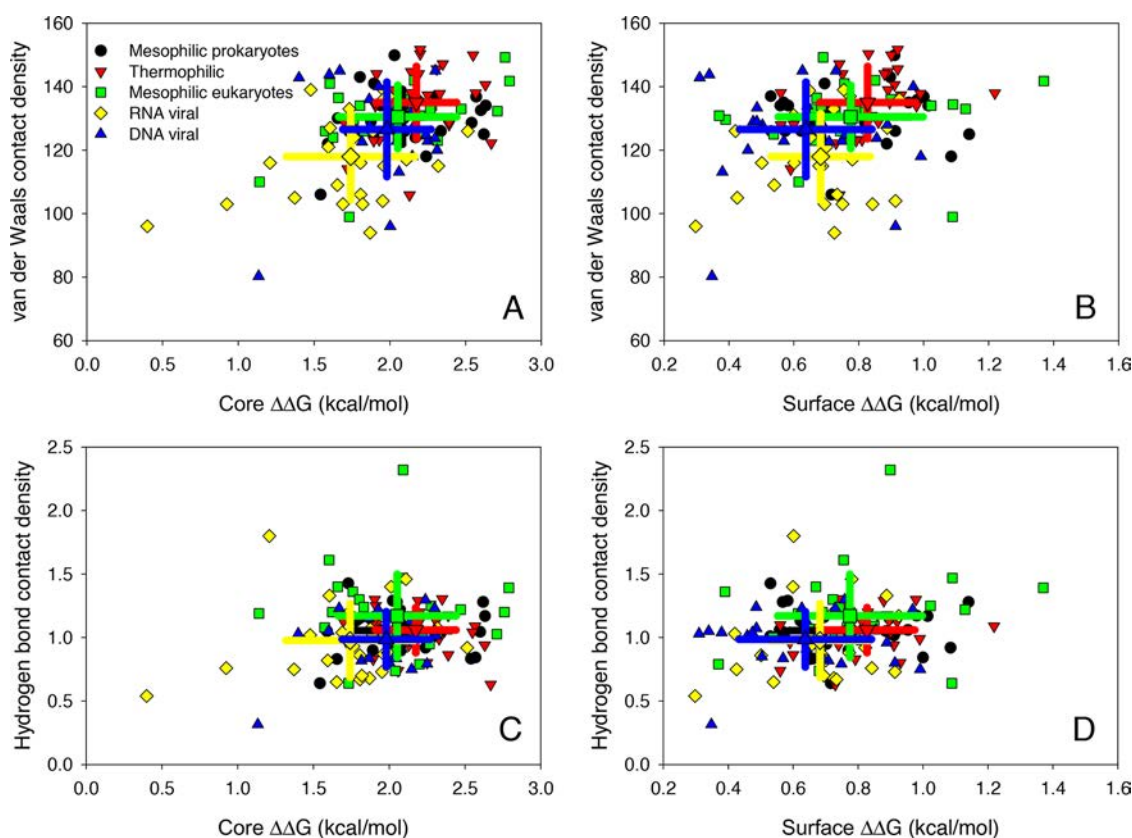 160
140
120
100
80
60
van der Waals contact density
Mesophilic prokaryotes
Thermophilic
Mesophilic eukaryotes
RNA viral
DNA viral
A
0.0 0.5 1.0 1.5 2.0 2.5 3.0
Core ΔΔG (kcal/mol)
160
140
120
100
80
60
van der Waals contact density
B
0.2 0.4 0.6 0.8 1.0 1.2 1.4 1.6
Surface ΔΔG (kcal/mol)
2.5
2.0
1.5
1.0
0.5
0.0
Hydrogen bond contact density
C
0.0 0.5 1.0 1.5 2.0 2.5 3.0
Core ΔΔG (kcal/mol)
2.5
2.0
1.5
1.0
0.5
0.0
Hydrogen bond contact density
D
0.2 0.4 0.6 0.8 1.0 1.2 1.4 1.6
Surface ΔΔG (kcal/mol)